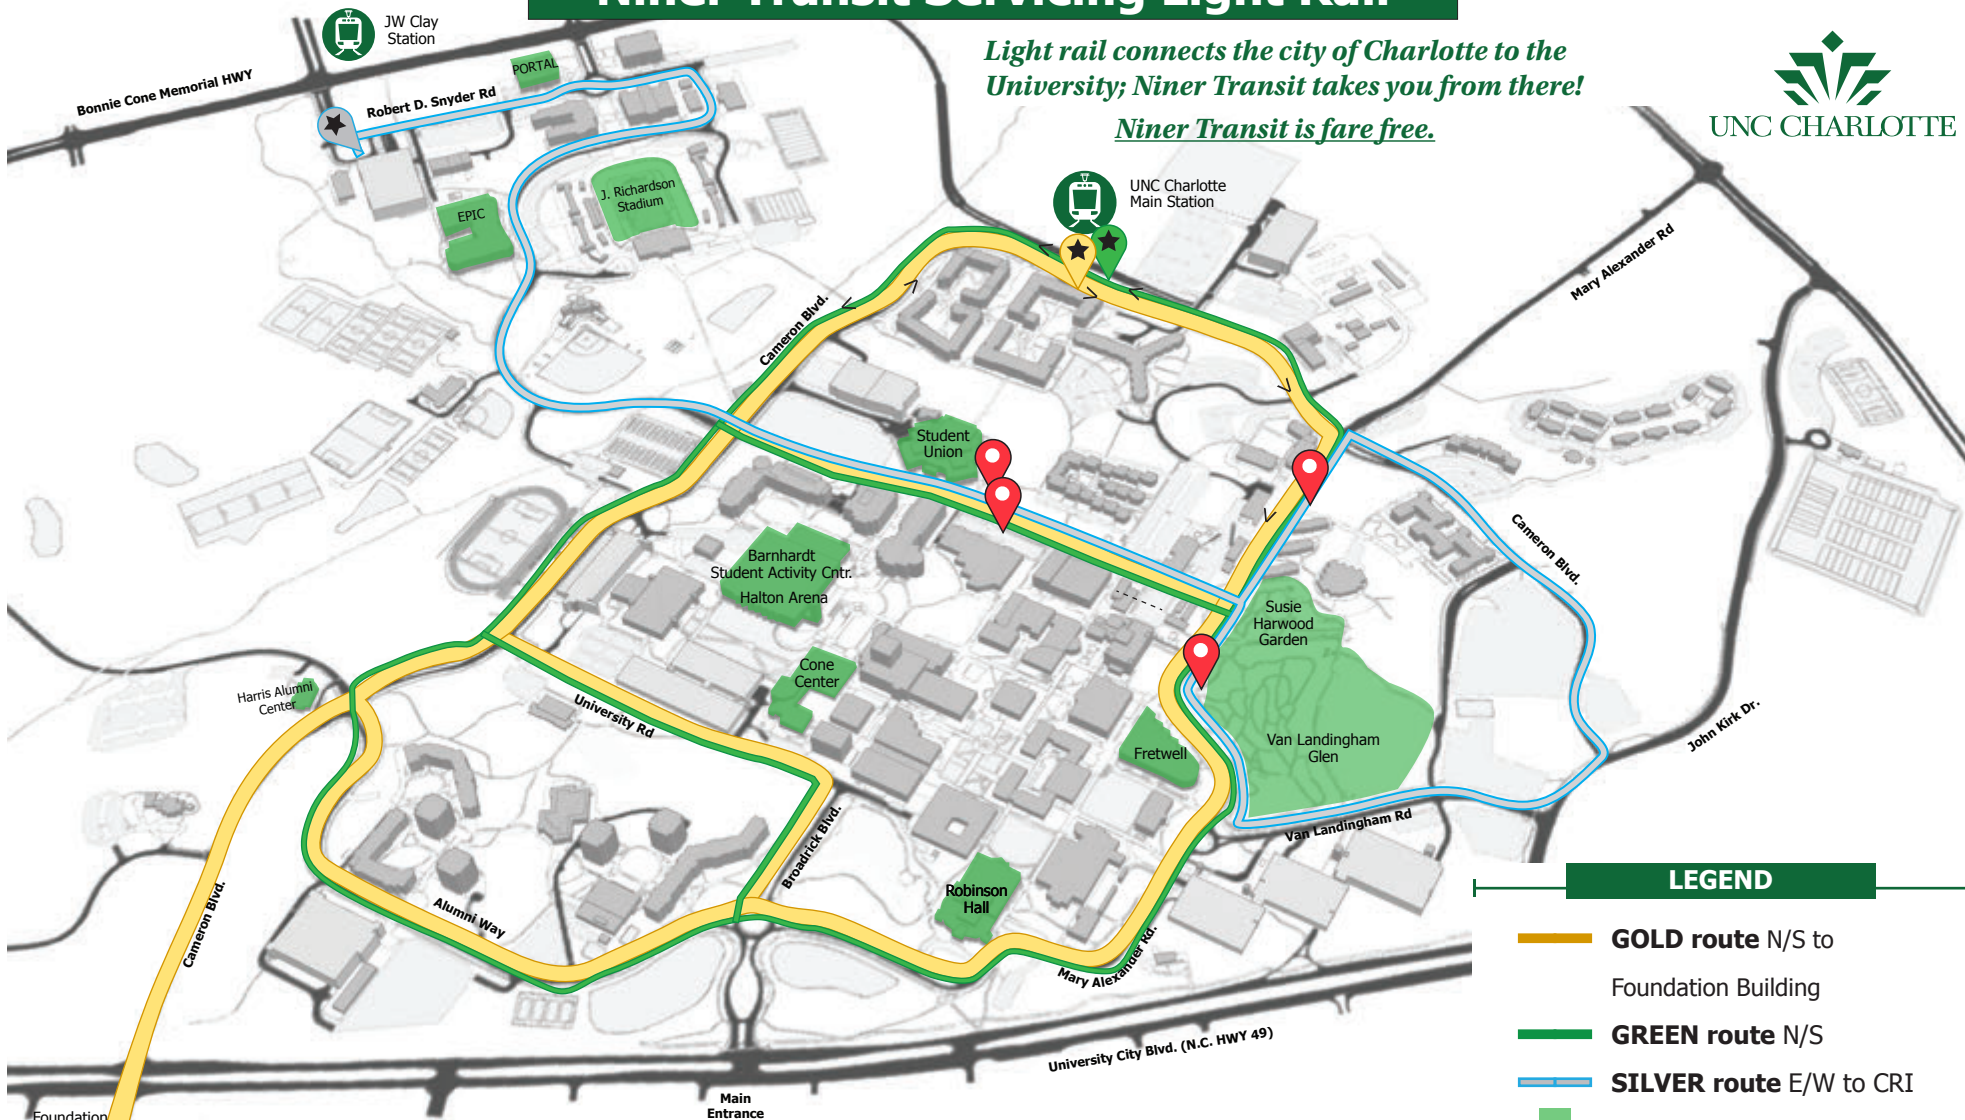 Niner Transit Servicing Light Rail
JW Clay
Station
Light rail connects the city of Charlotte to the
University; Niner Transit takes you from there!
Niner Transit is fare free.
UNC CHARLOTTE
Bonnie Cone Memorial HWY
PORTAL
Robert D. Snyder Rd
EPIC
J. Richardson
Stadium
UNC Charlotte
Main Station
Mary Alexander Rd
Cameron Blvd.
Student
Union
Cameron Blvd.
Barnhardt
Student Activity Cntr.
Halton Arena
Susie
Harwood
Garden
Cone
Center
Harris Alumni
Center
University Rd
Fretwell
Van Landingham
Glen
John Kirk Dr.
Van Landingham Rd
Broadrick Blvd.
Robinson
Hall
Cameron Blvd.
Alumni Way
Mary Alexander Rd.
University City Blvd. (N.C. HWY 49)
Main
Entrance
Foundation
LEGEND
GOLD route N/S to
Foundation Building
GREEN route N/S
SILVER route E/W to CRI